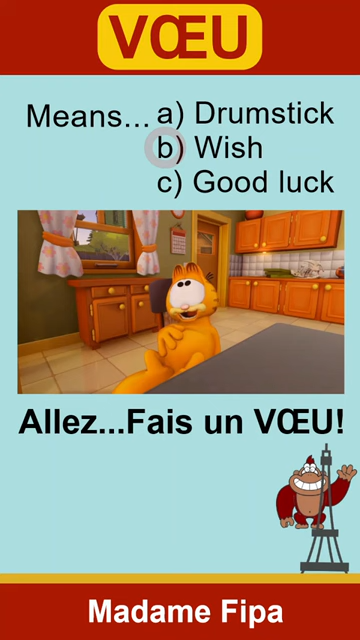 VŒU
Means... a) Drumstick
b) Wish
c) Good luck
Allez...Fais un VŒU!
Madame Fipa